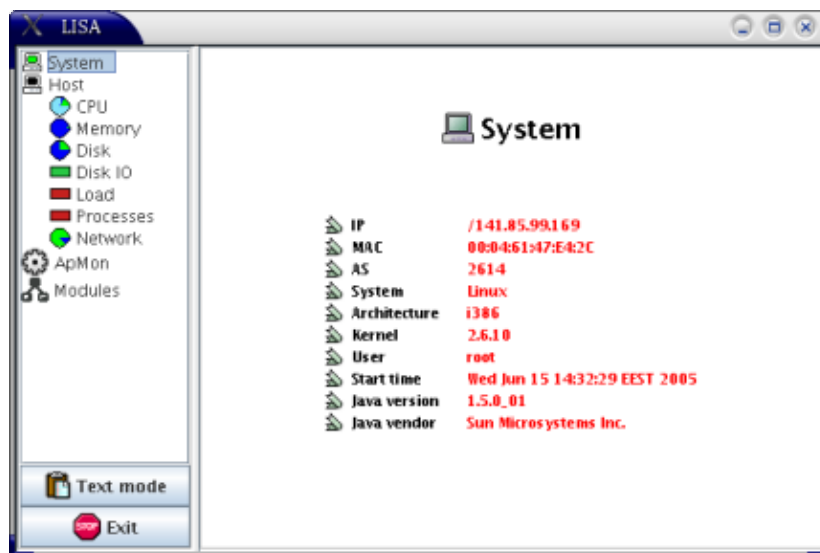 LISA
System
Host
CPU
Memory
Disk
Disk IO
Load
Processes
Network
ApMon
Modules
Text mode
STOP Exit
System
IP /141.85.99.169
MAC 00:04:61:47:E4:2C
AS 2614
System Linux
Architecture i386
Kernel 2.6.10
User root
Start time Wed Jun 15 14:32:29 EEST 2005
Java version 1.5.0_01
Java vendor Sun Microsystems Inc.